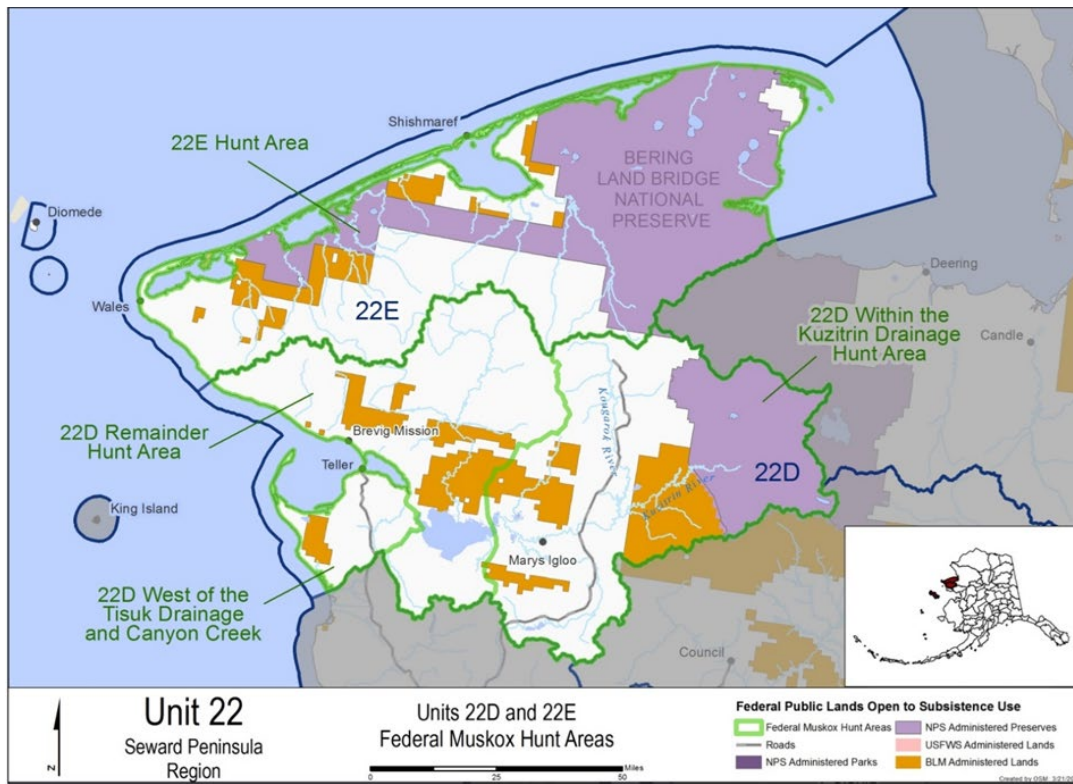 Shishmaref
22E Hunt Area
BERING
LAND BRIDGE
NATIONAL
PRESERVE
Diomede
Deering
Wales
22E
22D Within the
Kuzitrin Drainage
Hunt Area
Candle
Kougarok River
22D Remainder
Hunt Area
Brevig Mission
Teller
22D
Kuzitrin River
King Island
Marys Igloo
22D West of the
Tisuk Drainage
and Canyon Creek
Council
N
Unit 22
Seward Peninsula
Region
Units 22D and 22E
Federal Muskox Hunt Areas
Miles
0 25 50
Federal Public Lands Open to Subsistence Use
Federal Muskox Hunt Areas
Roads
NPS Administered Parks
NPS Administered Preserves
USFWS Administered Lands
BLM Administered Lands
Created by OSM